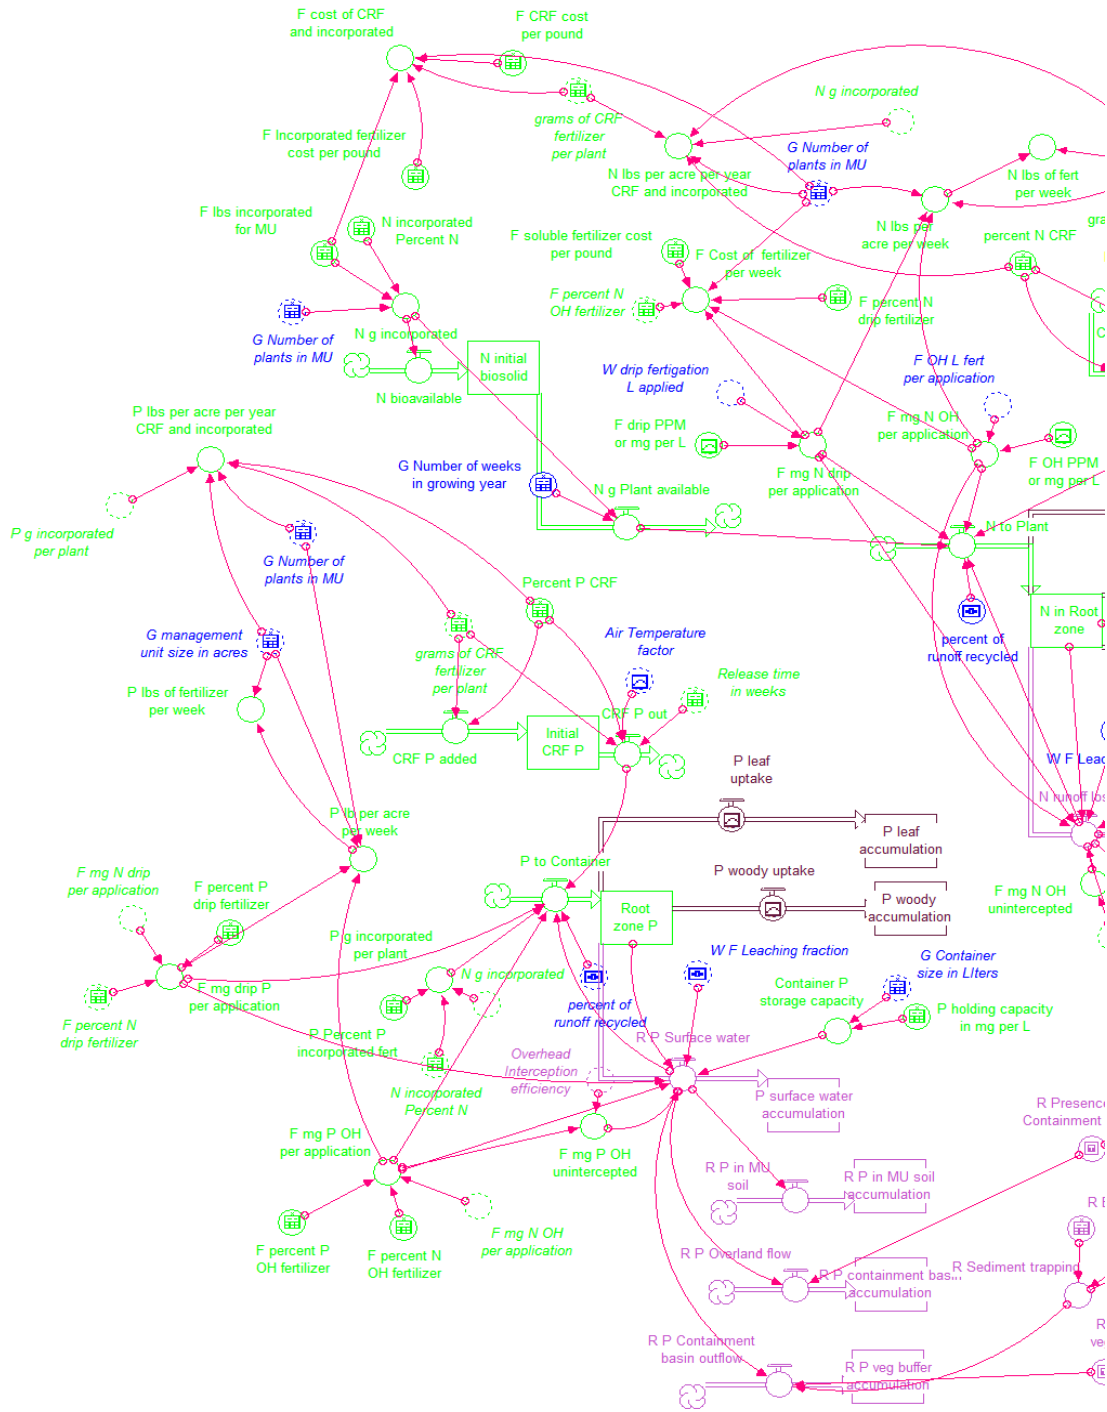 F cost of CRF
and incorporated
F CRF cost
per pound
N g incorporated
grams of CRF
fertilizer
per plant
F Incorporated fertilizer
cost per pound
G Number of
plants in MU
N lbs per acre per year
CRF and incorporated
N Lbs of fert
per week
F lbs incorporated
for MU
N incorporated
Percent N
F soluble fertilizer cost
per pound
F Cost of fertilizer
per week
N lbs per
acre per week
percent N CRF
gra
F percent N
OH fertilizer
F percent N
drip fertilizer
G Number of
plants in MU
N g incorporated
N initial
biosolid
N bioavailable
W drip fertigation
L applied
F OH L fert
per application
C
P lbs per acre per year
CRF and incorporated
F drip PPM
or mg per L
F mg N OH
per application
F mg N drip
per application
F OH PPM
or mg per L
G Number of weeks
in growing year
N g Plant available
P g incorporated
per plant
N to Plant
G Number of
plants in MU
Percent P CRF
N in Root
zone
G management
unit size in acres
grams of CRF
fertilizer
per plant
Air Temperature
factor
percent of
runoff recycled
Release time
in weeks
P lbs of fertilizer
per week
CRF P out
Initial
CRF P
CRF P added
P leaf
uptake
W F Leac
N runoff los
P lb per acre
per week
P leaf
accumulation
P to Container
P woody uptake
F mg N drip
per application
F percent P
drip fertilizer
Root
zone P
P woody
accumulation
F mg N OH
unintercepted
P g incorporated
per plant
W F Leaching fraction
G Container
size in LIters
F mg drip P
per application
N g incorporated
percent of
runoff recycled
Container P
storage capacity
P holding capacity
in mg per L
F percent N
drip fertilizer
P Percent P
incorporated fert
R P Surface water
Overhead
Interception
efficiency
N incorporated
Percent N
P surface water
accumulation
R Presence
Containment
F mg P OH
per application
F mg P OH
unintercepted
R P in MU
soil
R P in MU soil
accumulation
F percent P
OH fertilizer
F percent N
OH fertilizer
F mg N OH
per application
R P Overland flow
R P containment basin
accumulation
R Sediment trapping
R P Containment
basin outflow
R P veg buffer
accumulation
R
veg